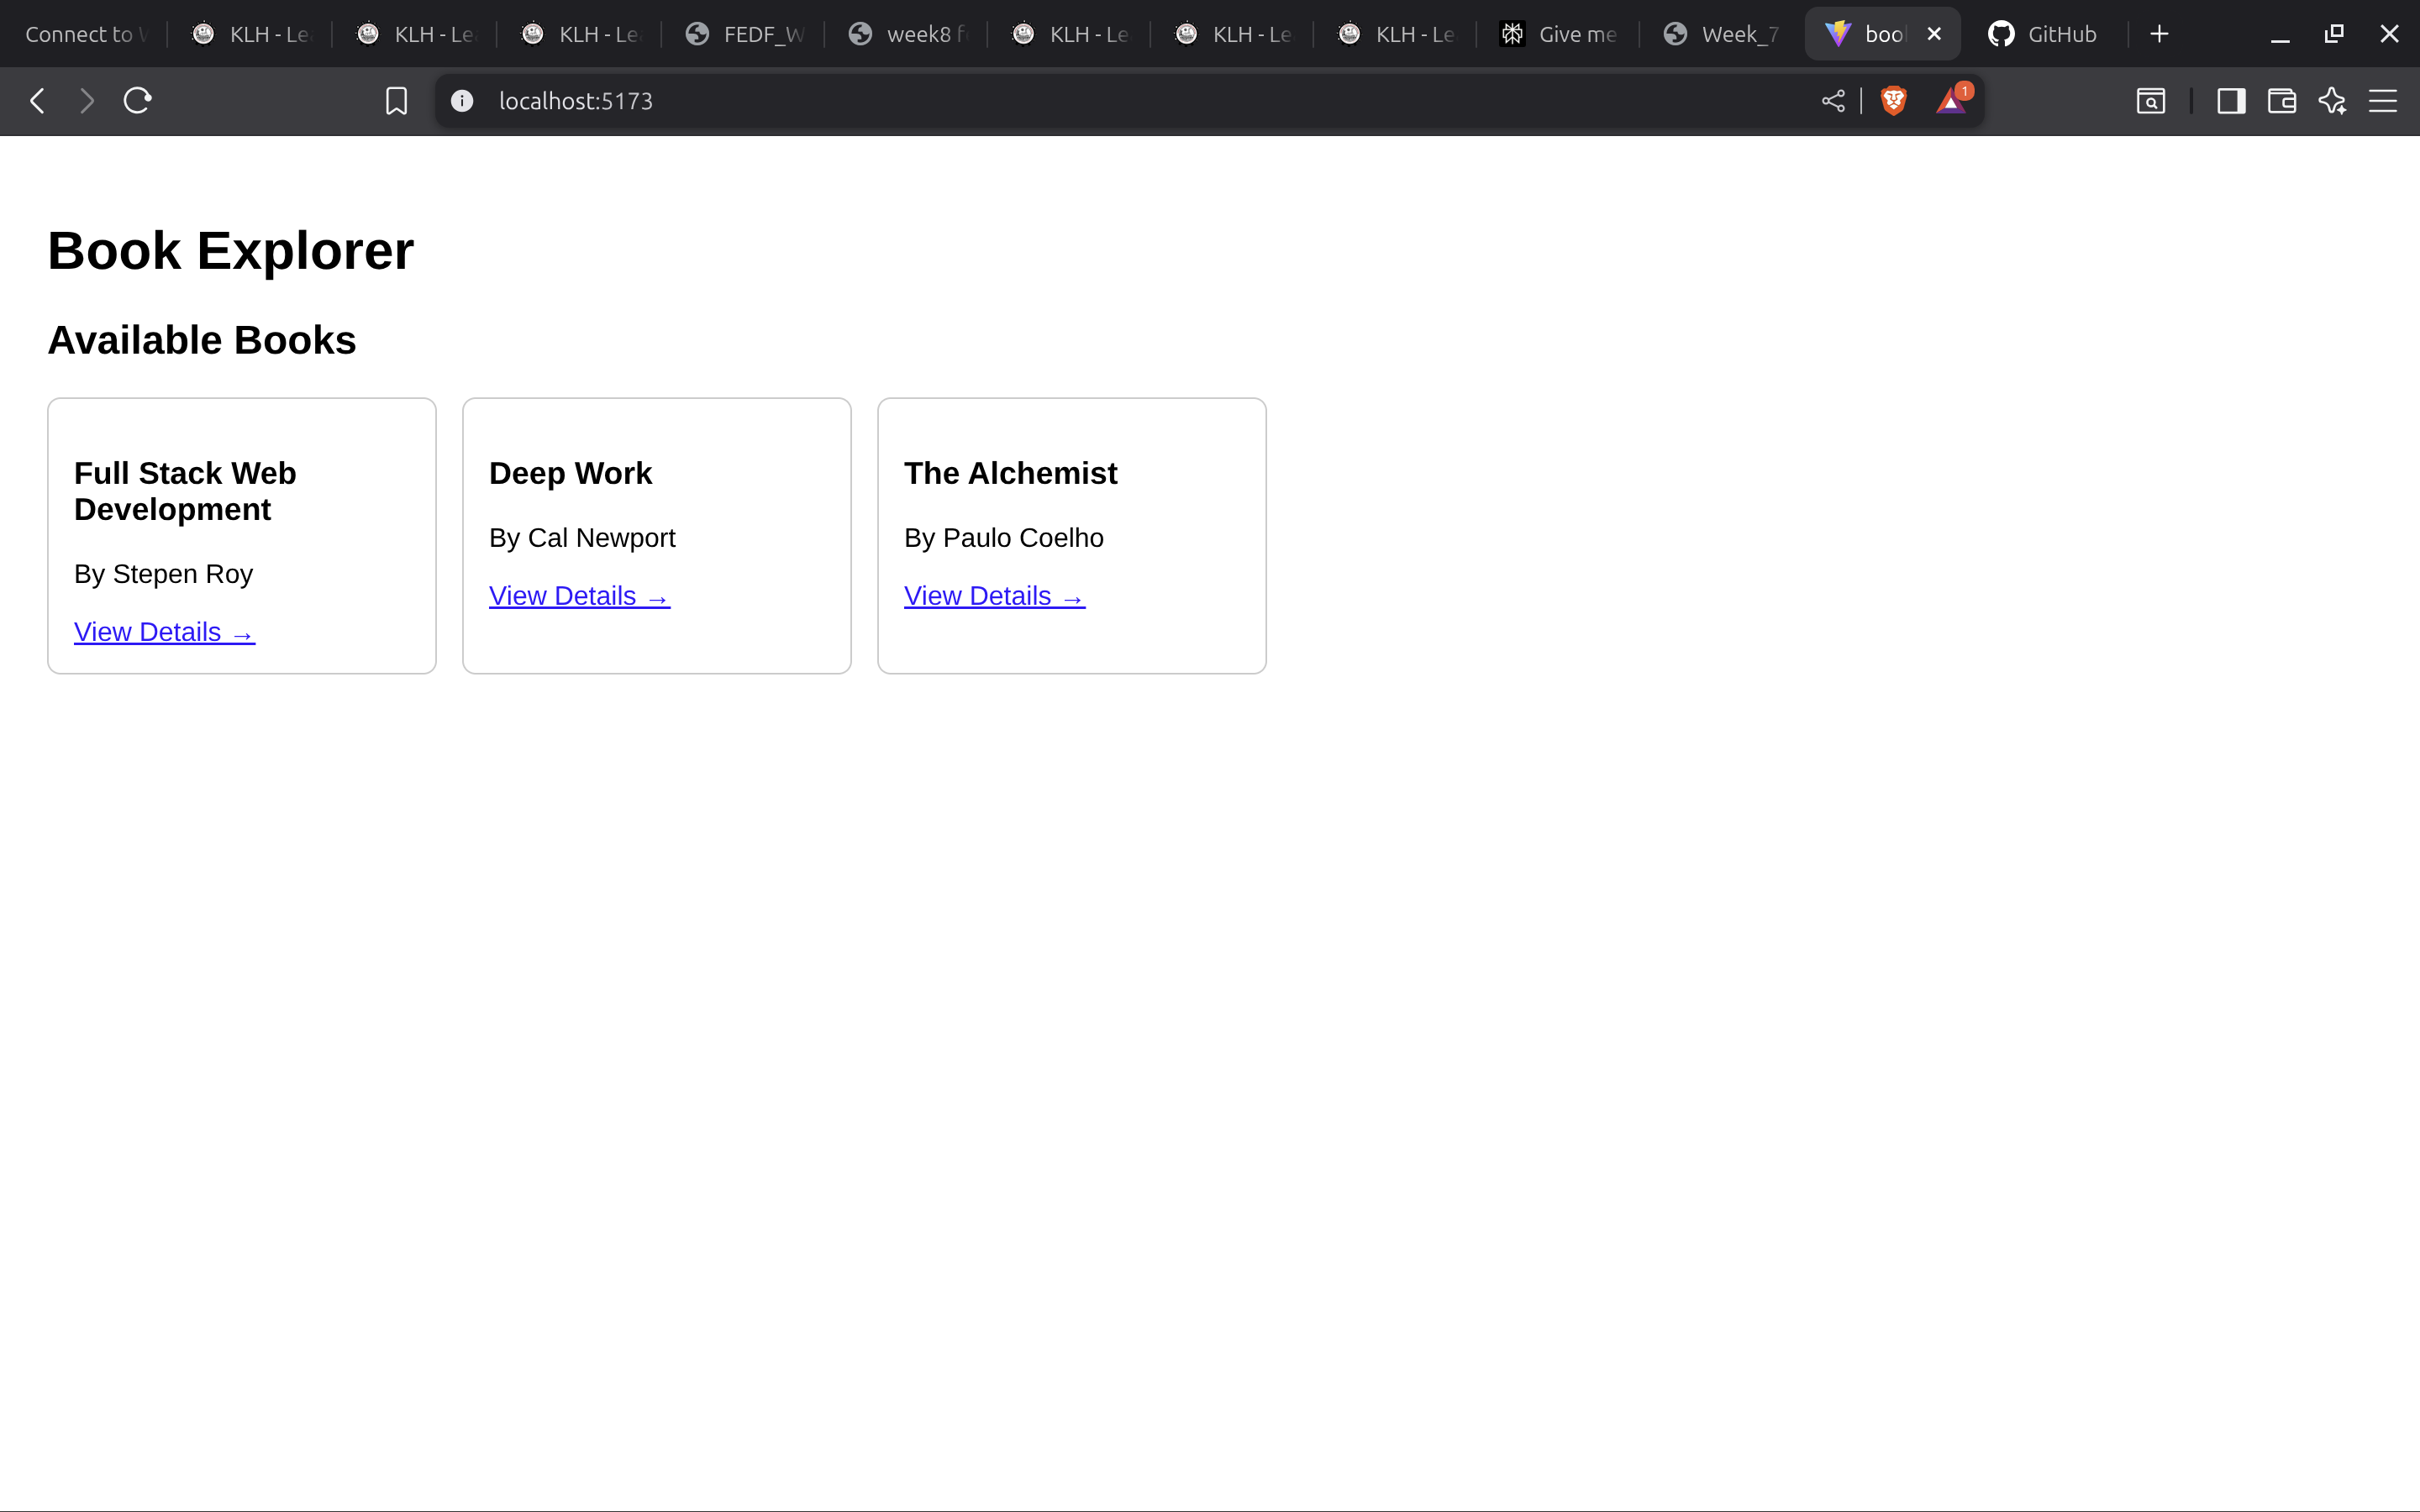 Connect to
KLH - Le
KLH - Le
KLH - Le
FEDF_W
week8 f
KLH - Le
KLH - Le
KLH - Le
Give me
Week_7
boo
GitHub
localhost:5173
1
Book Explorer
Available Books
Full Stack Web
Development
By Stepen Roy
View Details →
Deep Work
By Cal Newport
View Details →
The Alchemist
By Paulo Coelho
View Details →